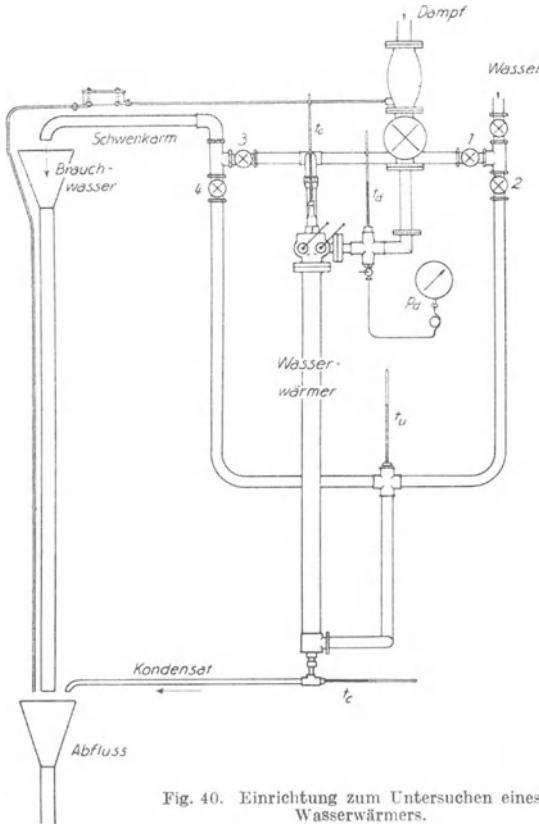 Dampf
Wasser
Schwenkarm
3
1
Brauch-
wasser
4
2
t_d
p_d
Wasser-
wärmer
t_u
Kondensat
t_c
Abfluss
Fig. 40. Einrichtung zum Untersuchen eines
Wasserwärmers.